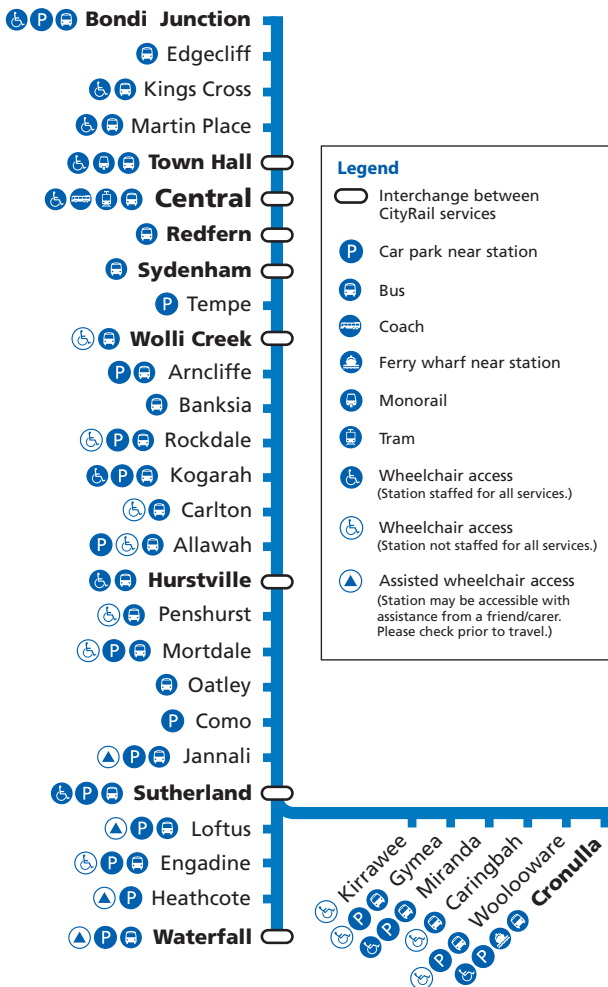 Bondi Junction
Edgecliff
Kings Cross
Martin Place
Town Hall
Central
Redfern
Sydenham
Tempe
Wolli Creek
Arncliffe
Banksia
Rockdale
Kogarah
Carlton
Allawah
Hurstville
Penshurst
Mortdale
Oatley
Como
Jannali
Sutherland
Loftus
Engadine
Heathcote
Waterfall
Kirrawee
Gymea
Miranda
Caringbah
Woolooware
Cronulla
Legend
Interchange between
CityRail services
P Car park near station
Bus
Coach
Ferry wharf near station
Monorail
Tram
Wheelchair access
(Station staffed for all services.)
Wheelchair access
(Station not staffed for all services.)
Assisted wheelchair access
(Station may be accessible with
assistance from a friend/carer.
Please check prior to travel.)